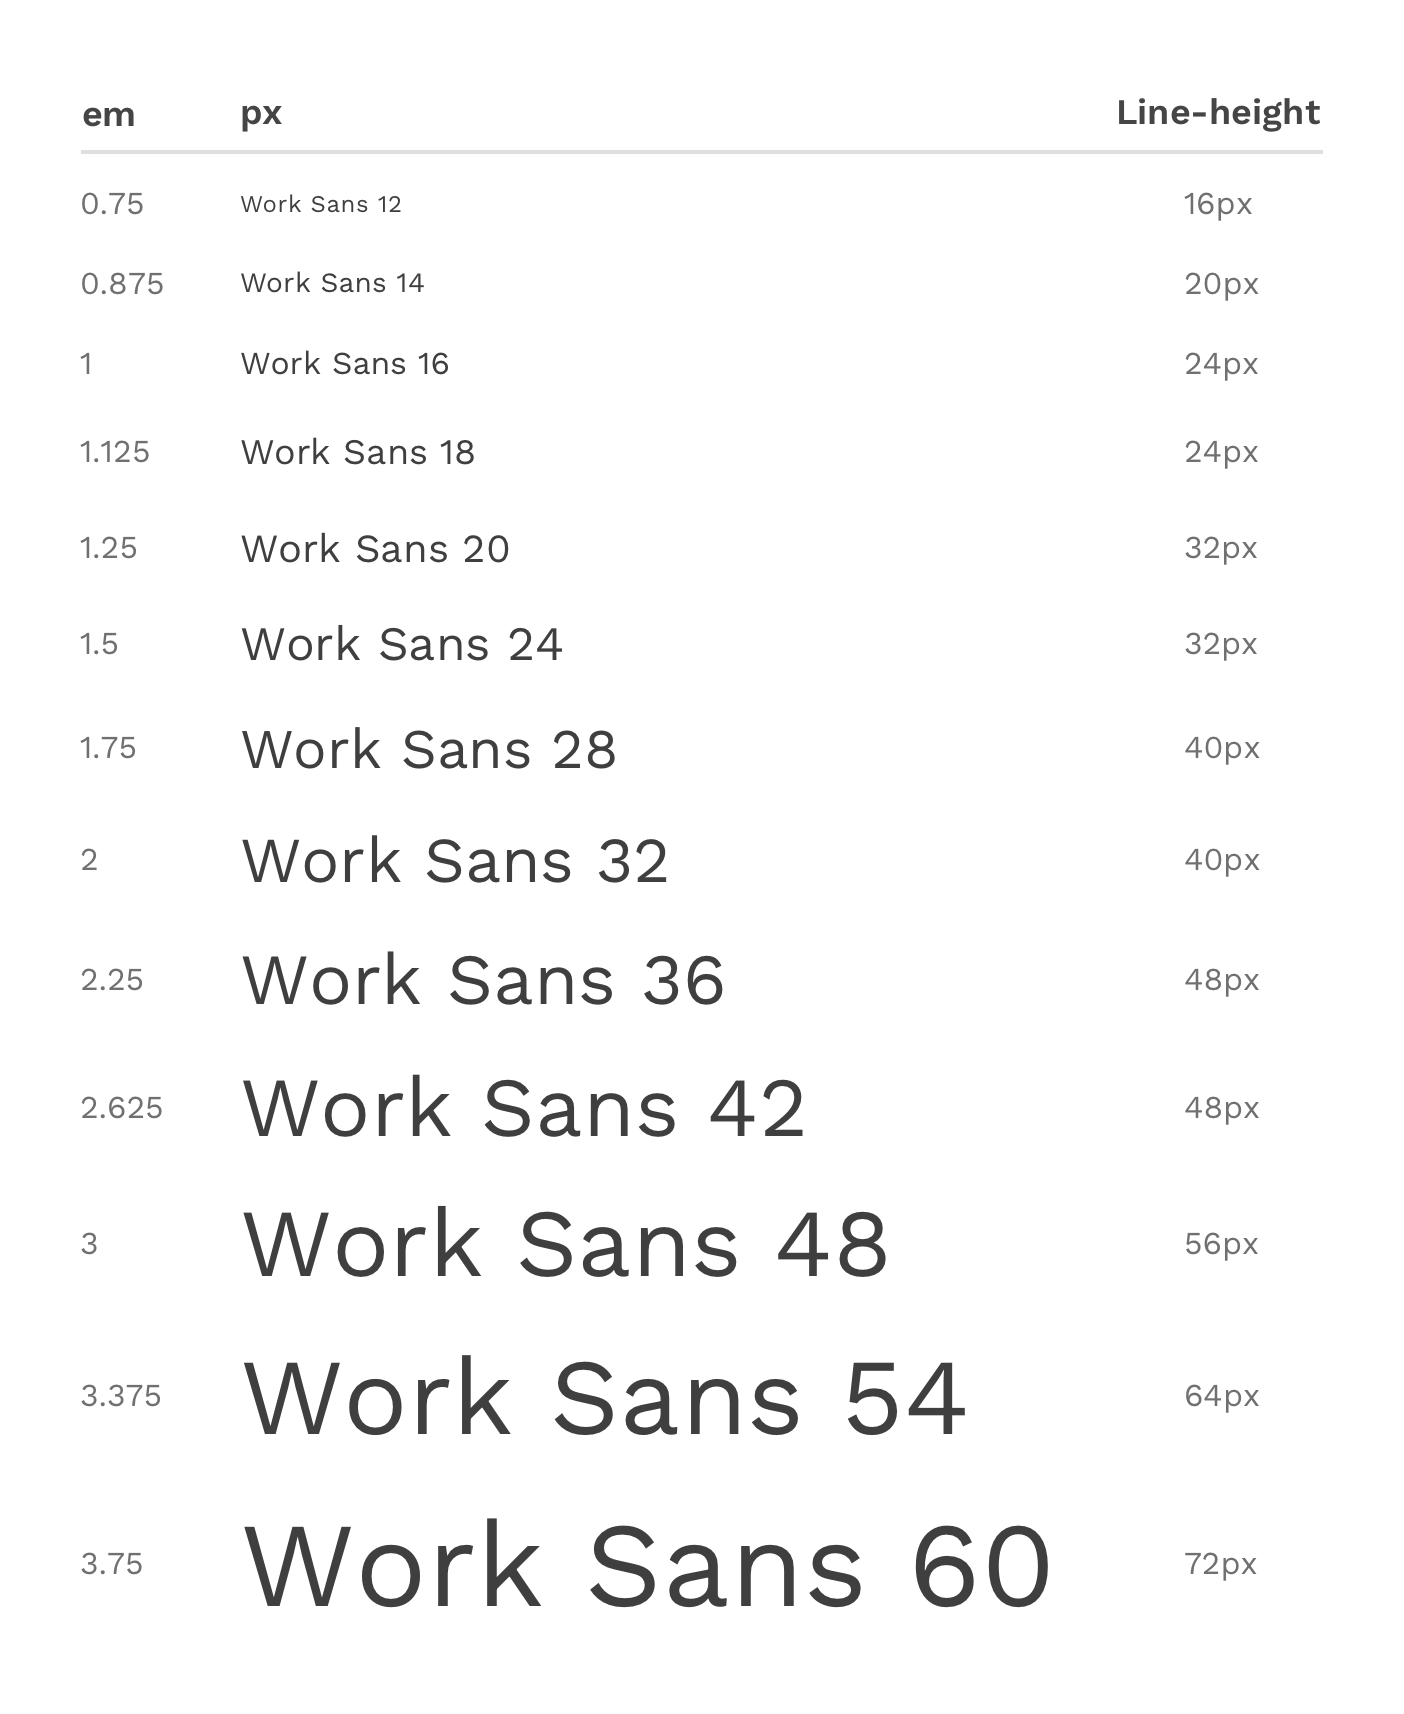 em px Line-height
0.75 Work Sans 12 16px
0.875 Work Sans 14 20px
1 Work Sans 16 24px
1.125 Work Sans 18 24px
1.25 Work Sans 20 32px
1.5 Work Sans 24 32px
1.75 Work Sans 28 40px
2 Work Sans 32 40px
2.25 Work Sans 36 48px
2.625 Work Sans 42 48px
3 Work Sans 48 56px
3.375 Work Sans 54 64px
3.75 Work Sans 60 72px